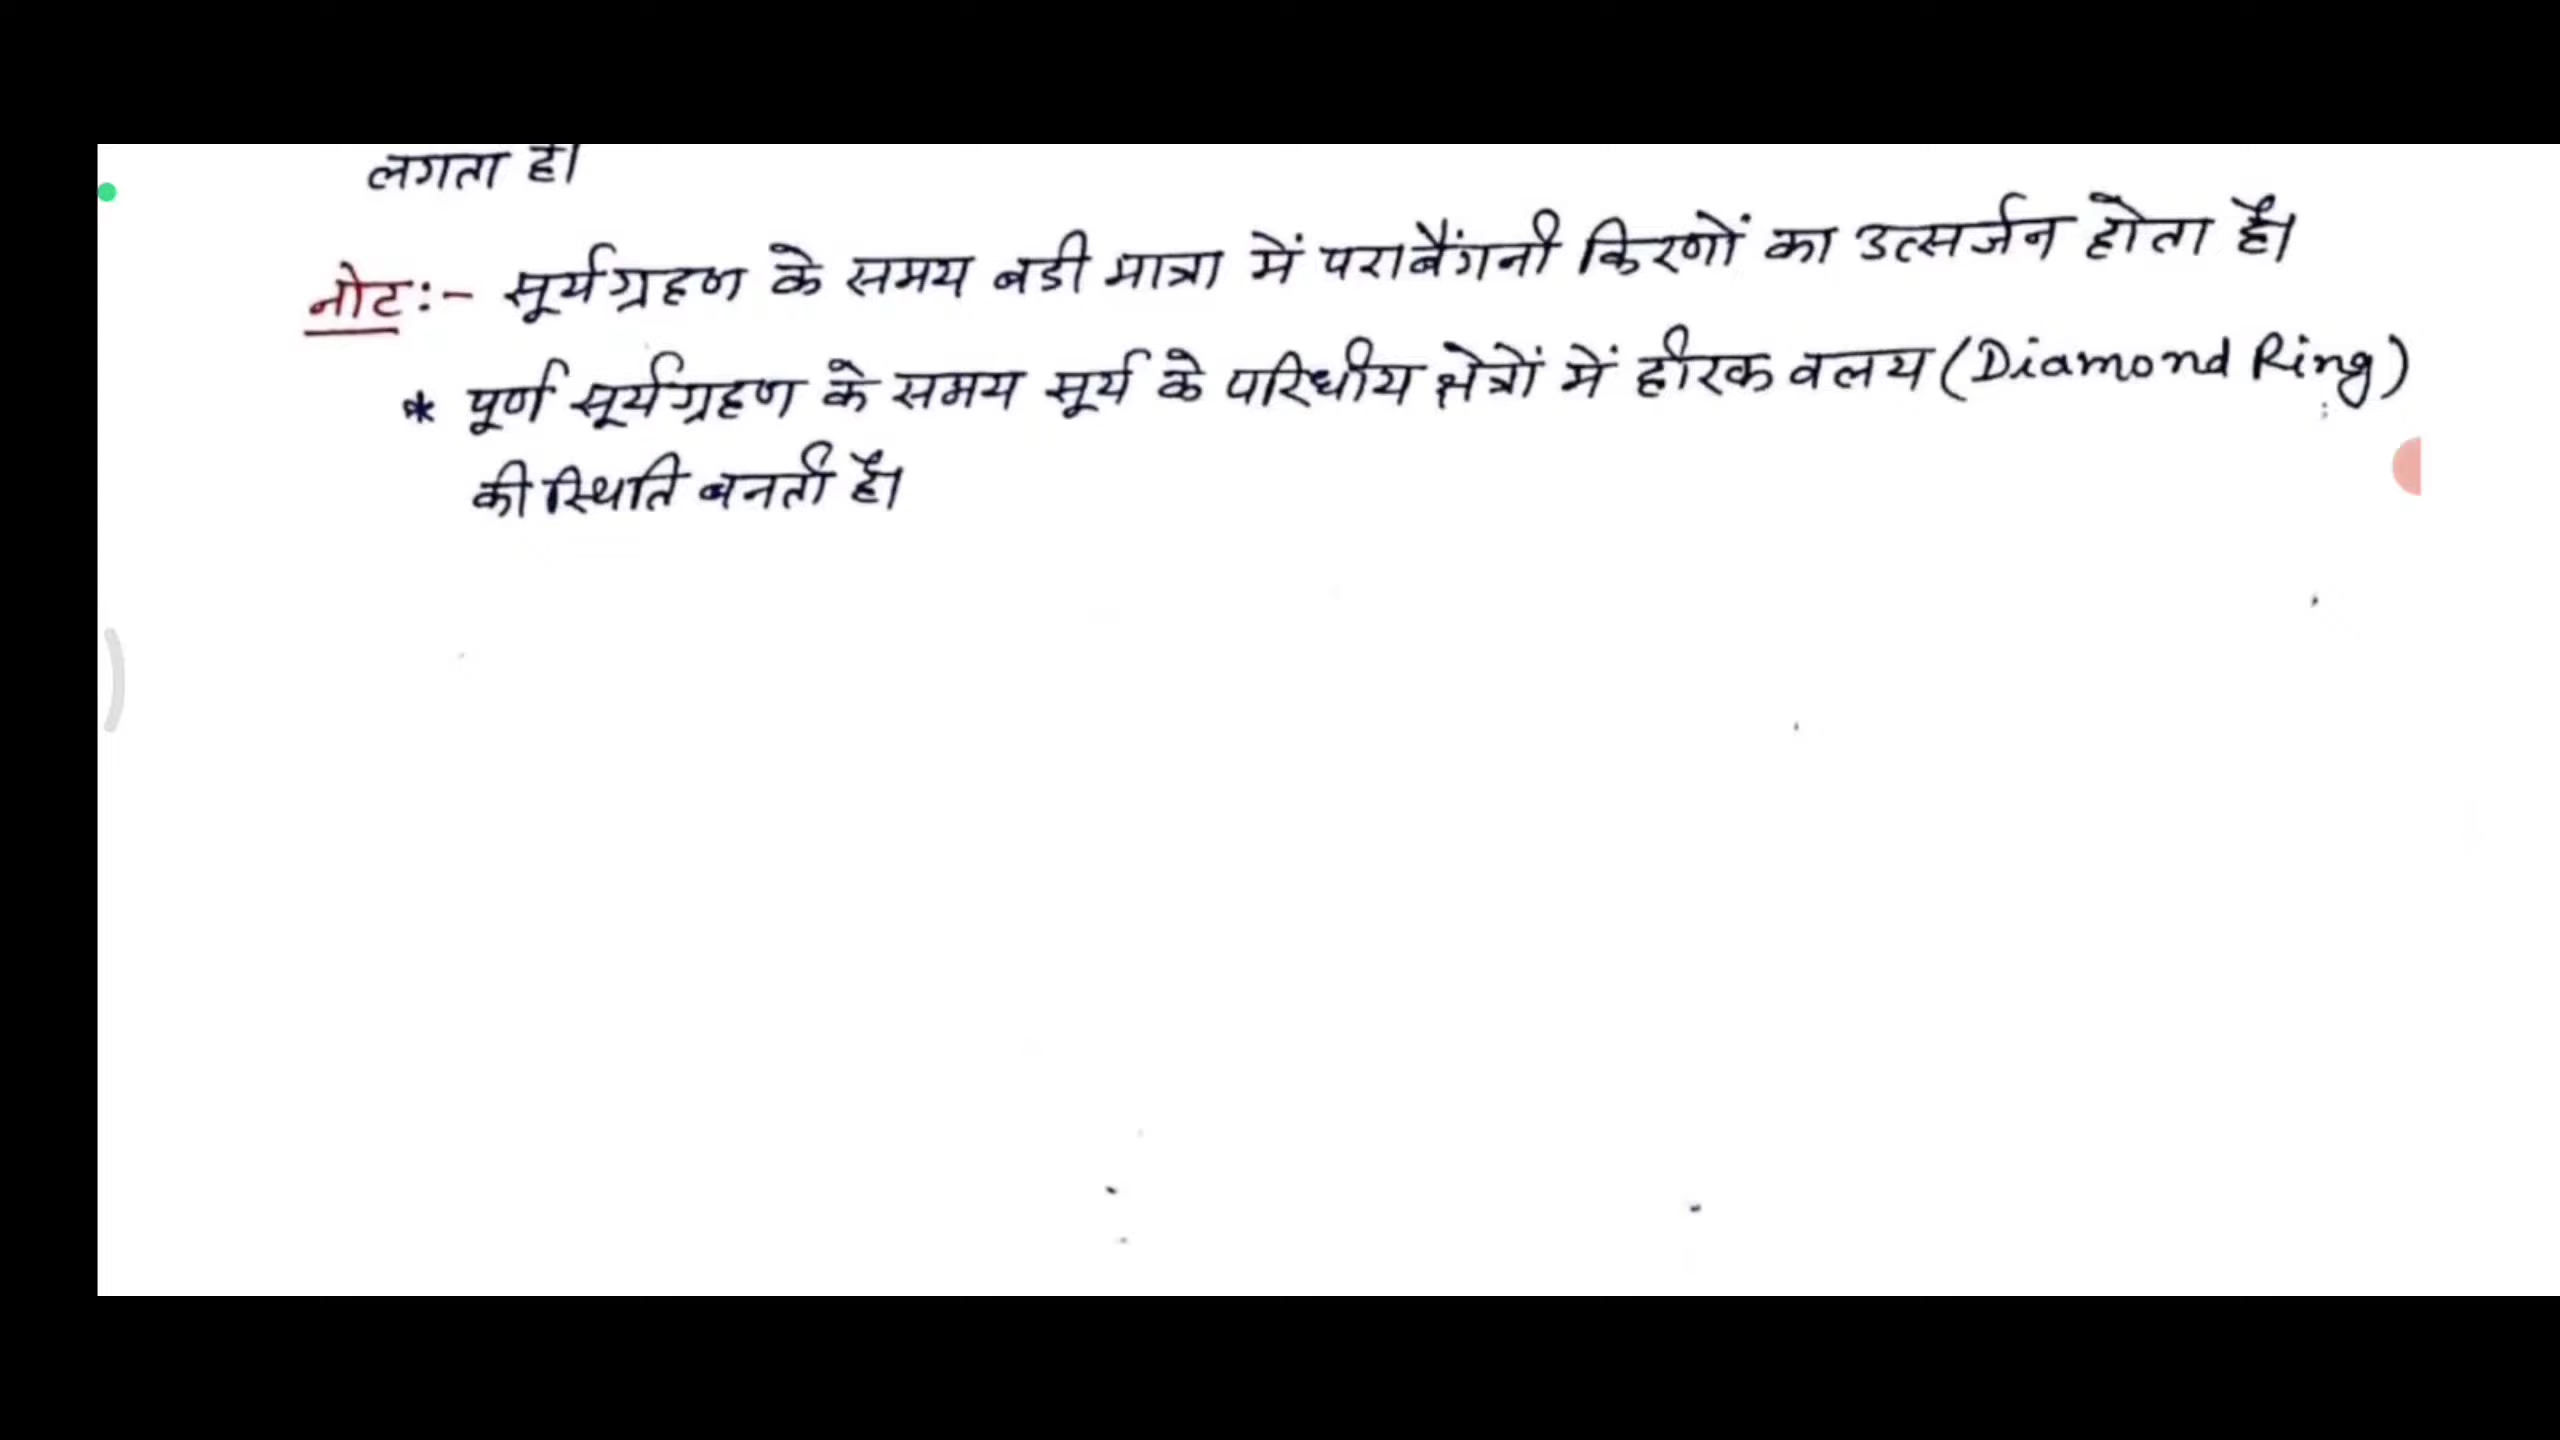 लगता है।
नोट:- सूर्यग्रहण के समय बडी मात्रा में पराबैंगनी किरणों का उत्सर्जन होता है।
* पूर्ण सूर्यग्रहण के समय सूर्य के परिधीय क्षेत्रों में हीरक वलय (Diamond Ring)
की स्थिति बनती है।